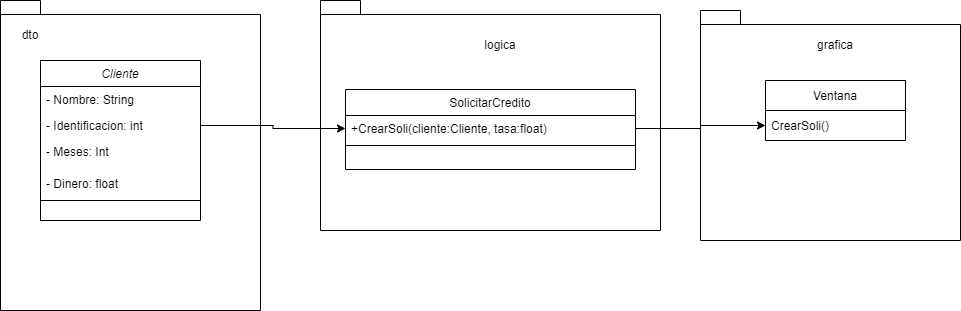 dto
Cliente
- Nombre: String
- Identificacion: int
- Meses: Int
- Dinero: float
logica
SolicitarCredito
+CrearSoli(cliente:Cliente, tasa:float)
grafica
Ventana
CrearSoli()